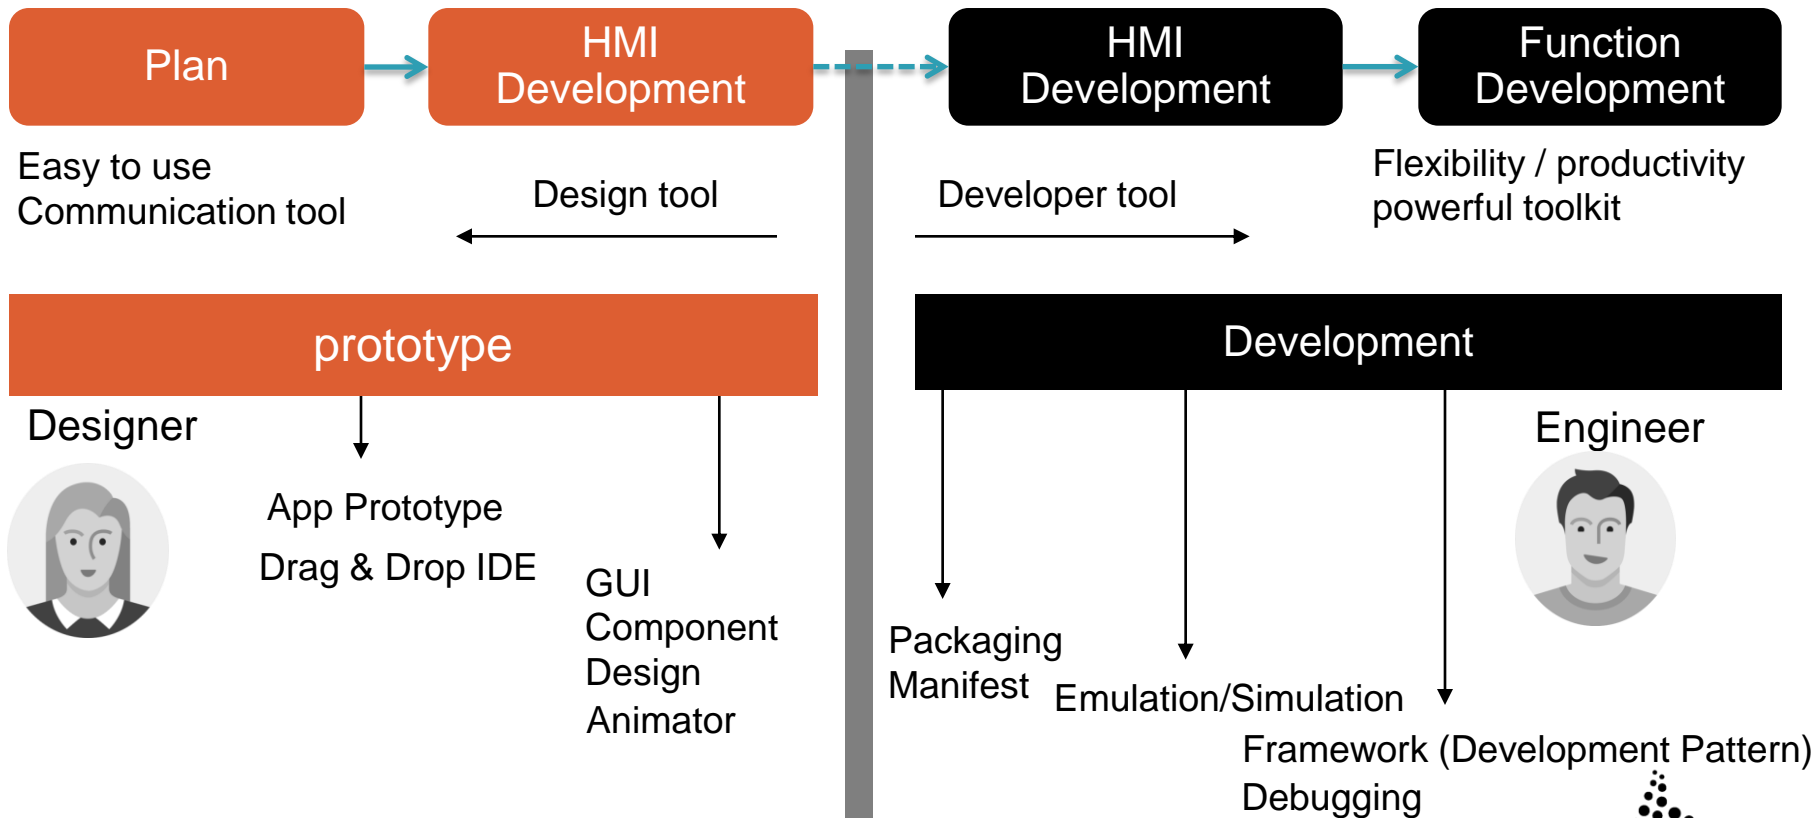 Plan
HMI
Development
HMI
Development
Function
Development
Easy to use
Communication tool
Design tool
Developer tool
Flexibility / productivity
powerful toolkit
prototype
Development
Designer
Engineer
App Prototype
Drag & Drop IDE
GUI
Component
Design
Animator
Packaging
Manifest
Emulation/Simulation
Framework (Development Pattern)
Debugging